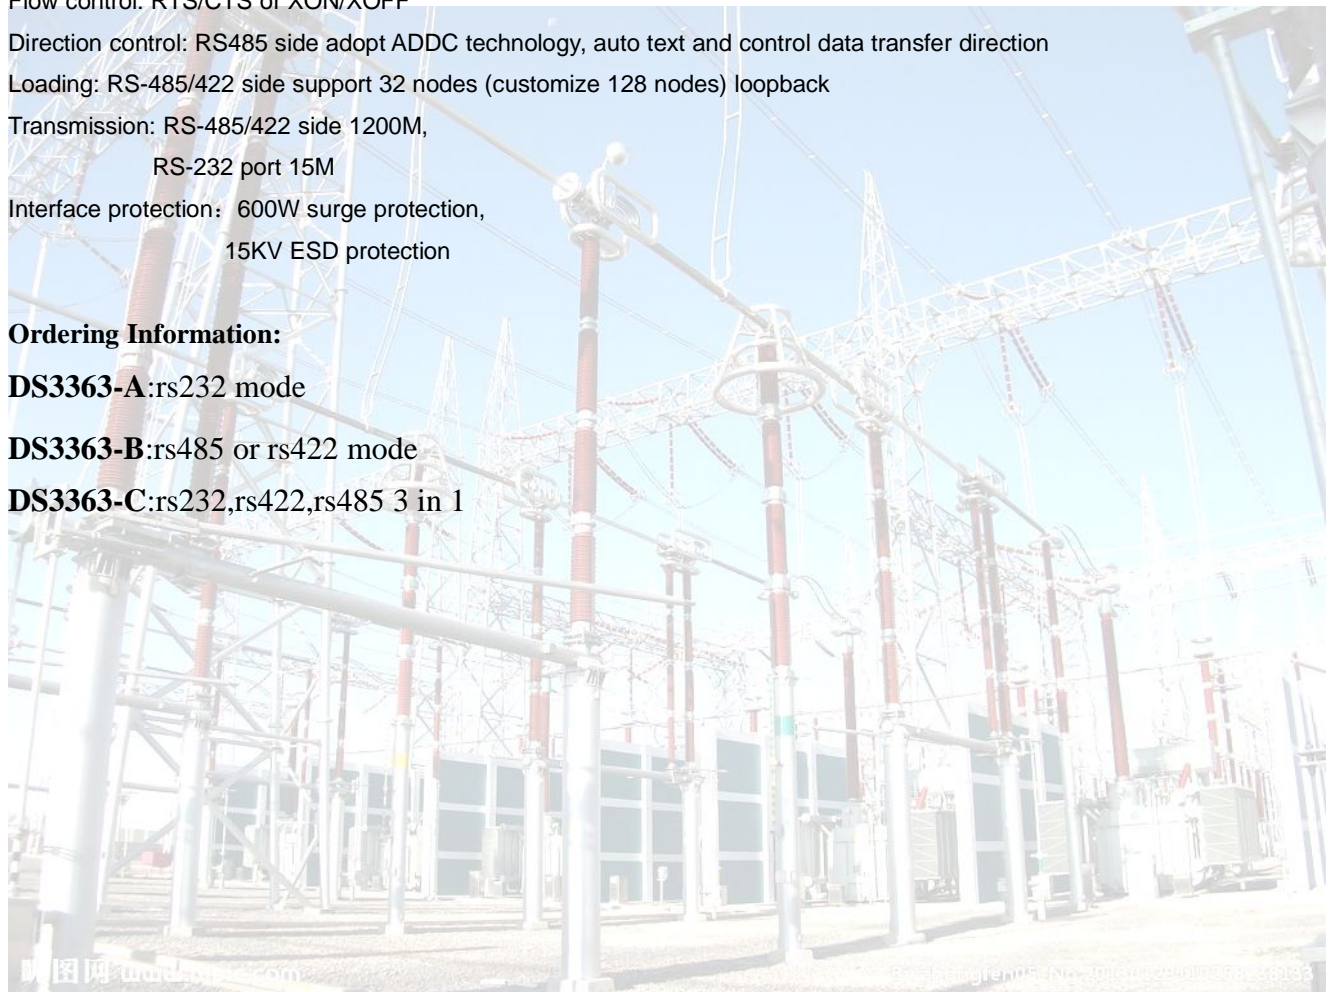 Flow control: RTS/CTS or XON/XOFF
Direction control: RS485 side adopt ADDC technology, auto text and control data transfer direction
Loading: RS-485/422 side support 32 nodes (customize 128 nodes) loopback
Transmission: RS-485/422 side 1200M,
RS-232 port 15M
Interface protection：600W surge protection,
15KV ESD protection
Ordering Information:
DS3363-A:rs232 mode
DS3363-B:rs485 or rs422 mode
DS3363-C:rs232,rs422,rs485 3 in 1